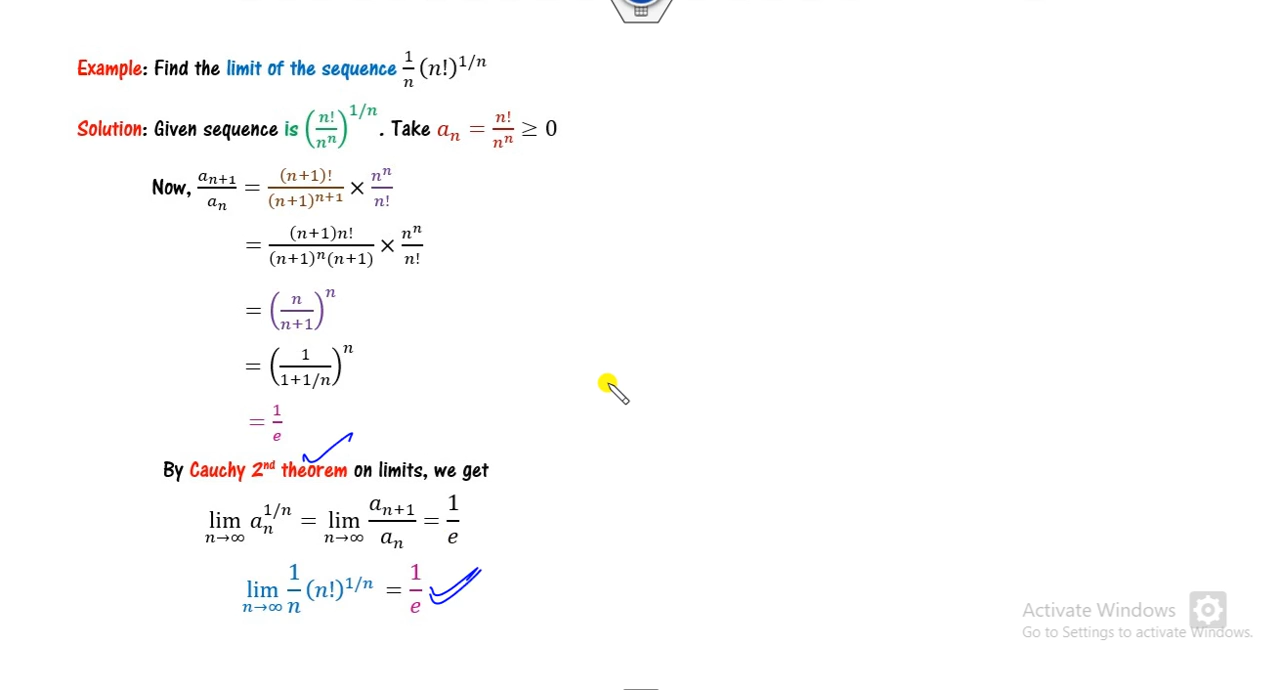 Example: Find the limit of the sequence 1/n (n!)^{1/n}
Solution: Given sequence is (n!/n^n)^{1/n}. Take a_n = n!/n^n ≥ 0
Now, a_{n+1}/a_n = (n+1)!/(n+1)^{n+1} × n^n/n!
= (n+1)n!/(n+1)^n(n+1) × n^n/n!
= (n/n+1)^n
= (1/1+1/n)^n
= 1/e
By Cauchy 2nd theorem on limits, we get
lim n→∞ a_n^{1/n} = lim n→∞ a_{n+1}/a_n = 1/e
lim n→∞ 1/n (n!)^{1/n} = 1/e
Activate Windows
Go to Settings to activate Windows.